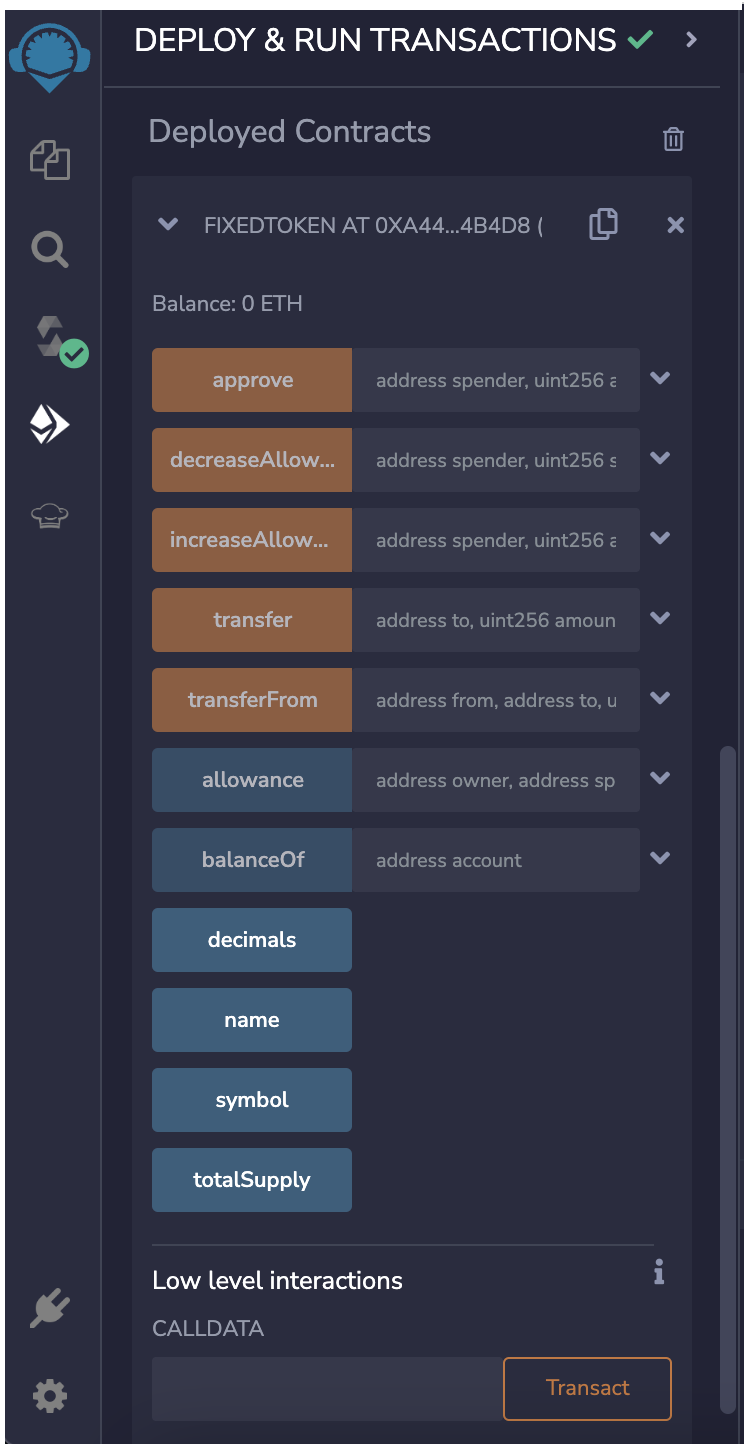 DEPLOY & RUN TRANSACTIONS
Deployed Contracts
FIXEDTOKEN AT 0XA44...4B4D8 (
Balance: 0 ETH
approve address spender, uint256 a
decreaseAllow... address spender, uint256 s
increaseAllow... address spender, uint256 a
transfer address to, uint256 amoun
transferFrom address from, address to, u
allowance address owner, address sp
balanceOf address account
decimals
name
symbol
totalSupply
Low level interactions
CALLDATA
Transact